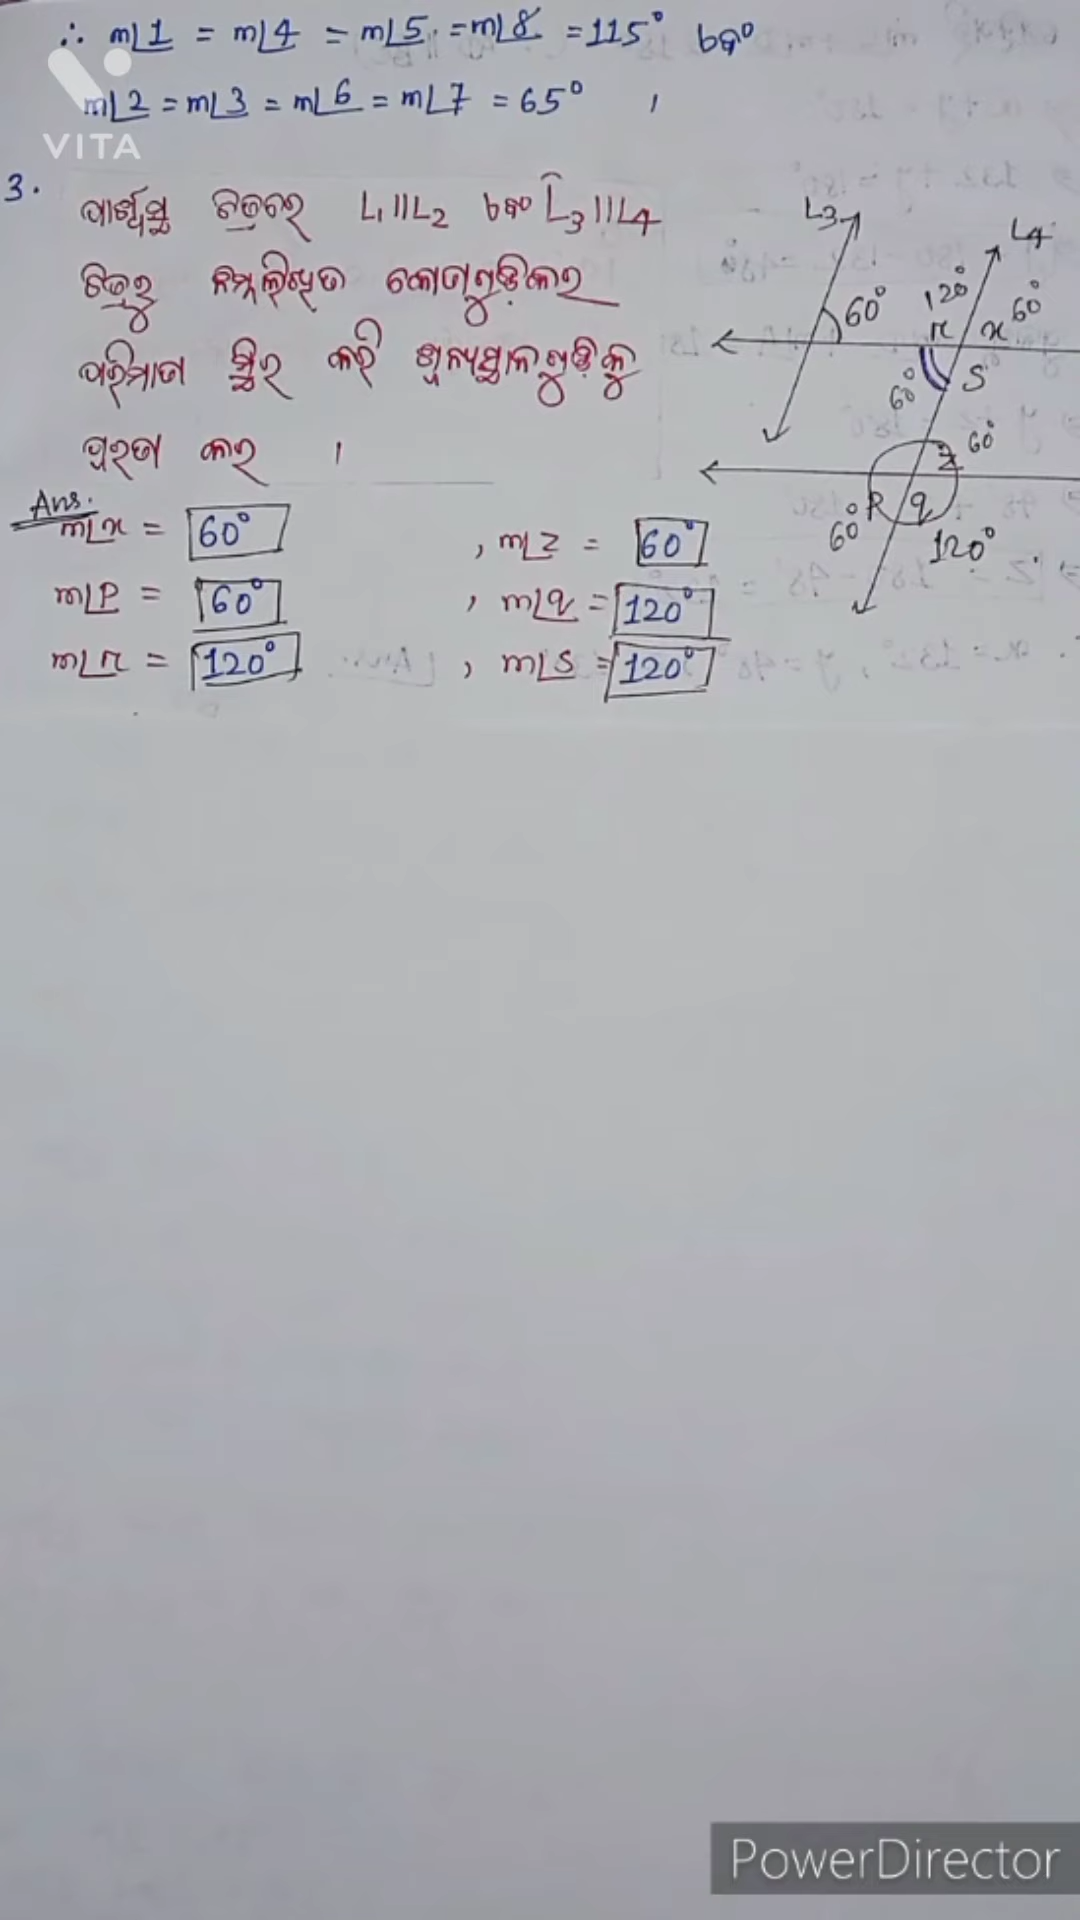 ∴ m∠1 = m∠4 = m∠5 = m∠8 = 115° ଏବଂ
m∠2 = m∠3 = m∠6 = m∠7 = 65° ।
VITA
3. ପାର୍ଶ୍ୱସ୍ଥ ଚିତ୍ରରେ L₁॥L₂ ଏବଂ L₃॥L₄
ଚିତ୍ରରୁ ନିମ୍ନଲିଖିତ କୋଣଗୁଡ଼ିକର
ପରିମାଣ ସ୍ଥିର କରି ଶୂନ୍ୟସ୍ଥାନଗୁଡ଼ିକୁ
ପୂରଣ କର ।
L3
L4
60° 120° r x 60°
60° S
z 60°
60° R q 120°
Ans.
m∠x = 60° , m∠z = 60°
m∠p = 60° , m∠q = 120°
m∠r = 120° , m∠s = 120°
PowerDirector